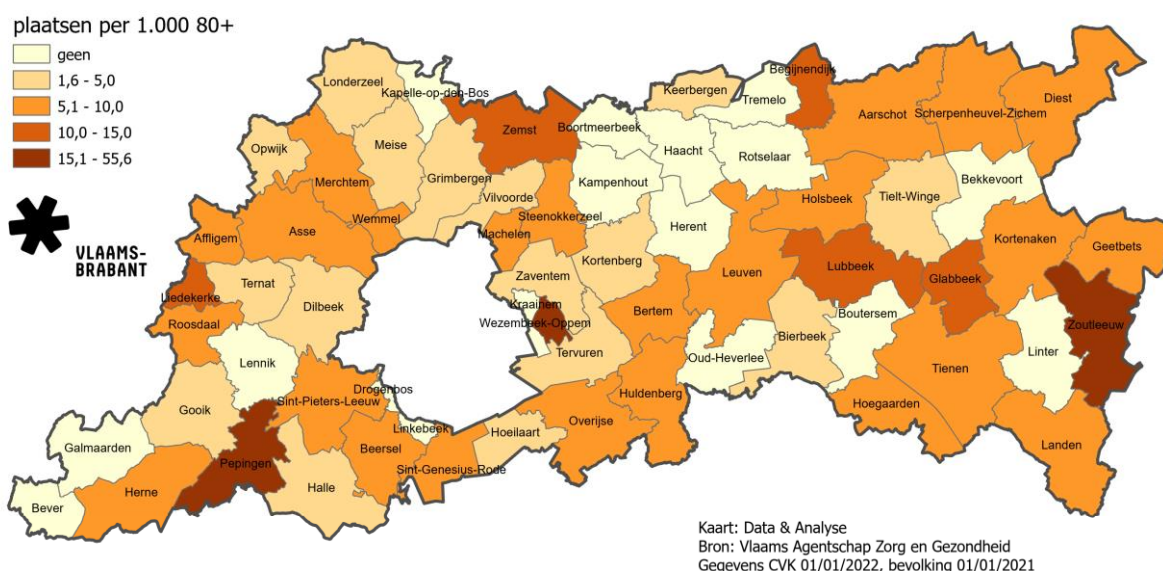 plaatsen per 1.000 80+
geen
1,6 - 5,0
5,1 - 10,0
10,0 - 15,0
15,1 - 55,6
VLAAMS-
BRABANT
Londerzeel
Kapelle-op-den-Bos
Zemst
Boortmeerbeek
Keerbergen
Tremelo
Begijnendijk
Aarschot
Scherpenheuvel-Zichem
Diest
Opwijk
Meise
Merchtem
Grimbergen
Vilvoorde
Haacht
Rotselaar
Kampenhout
Bekkevoort
Holsbeek
Tielt-Winge
Affligem
Asse
Wemmel
Machelen
Steenokkerzeel
Herent
Kortenaken
Geetbets
Liedekerke
Ternat
Dilbeek
Zaventem
Kortenberg
Leuven
Lubbeek
Glabbeek
Roosdaal
Kraainem
Wezembeek-Oppem
Bertem
Boutersem
Zoutleeuw
Lennik
Tervuren
Oud-Heverlee
Bierbeek
Linter
Tienen
Drogenbos
Sint-Pieters-Leeuw
Gooik
Linkebeek
Hoeilaart
Overijse
Huldenberg
Hoegaarden
Landen
Galmaarden
Pepingen
Beersel
Sint-Genesius-Rode
Bever
Herne
Halle
Kaart: Data & Analyse
Bron: Vlaams Agentschap Zorg en Gezondheid
Gegevens CVK 01/01/2022, bevolking 01/01/2021